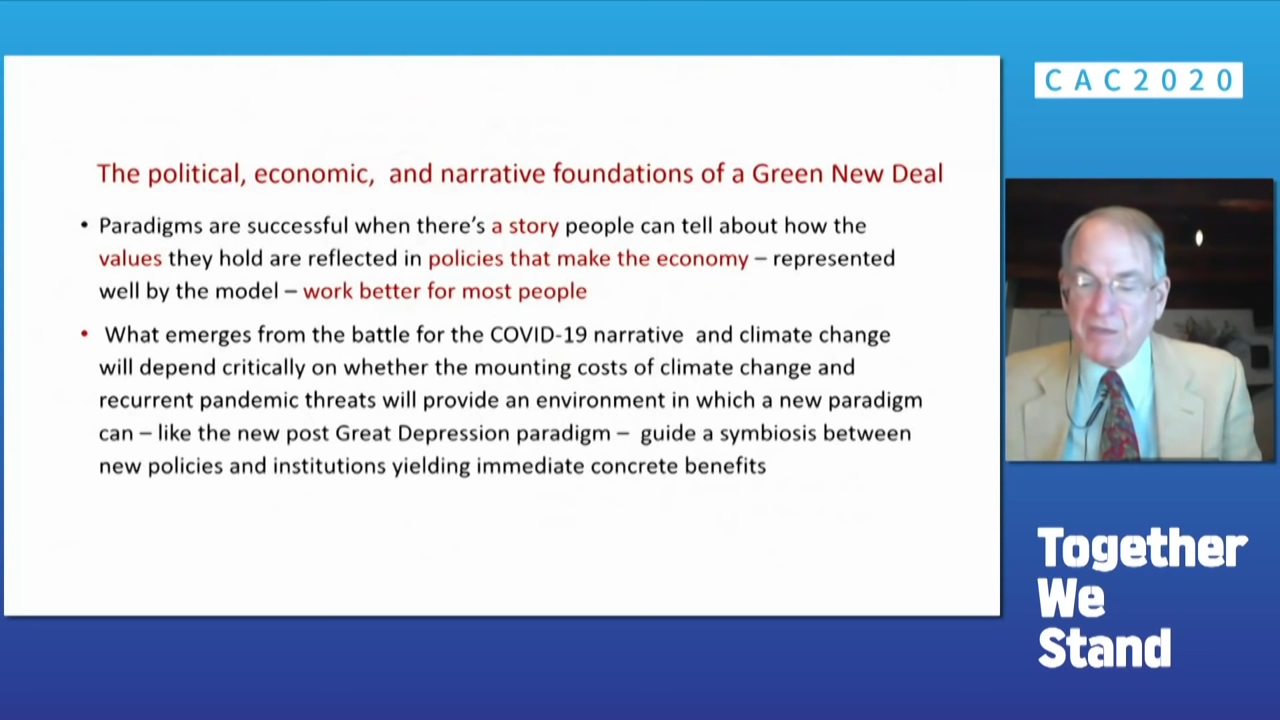 CAC2020
The political, economic, and narrative foundations of a Green New Deal
• Paradigms are successful when there's a story people can tell about how the
values they hold are reflected in policies that make the economy – represented
well by the model – work better for most people
• What emerges from the battle for the COVID-19 narrative and climate change
will depend critically on whether the mounting costs of climate change and
recurrent pandemic threats will provide an environment in which a new paradigm
can – like the new post Great Depression paradigm – guide a symbiosis between
new policies and institutions yielding immediate concrete benefits
Together
We
Stand